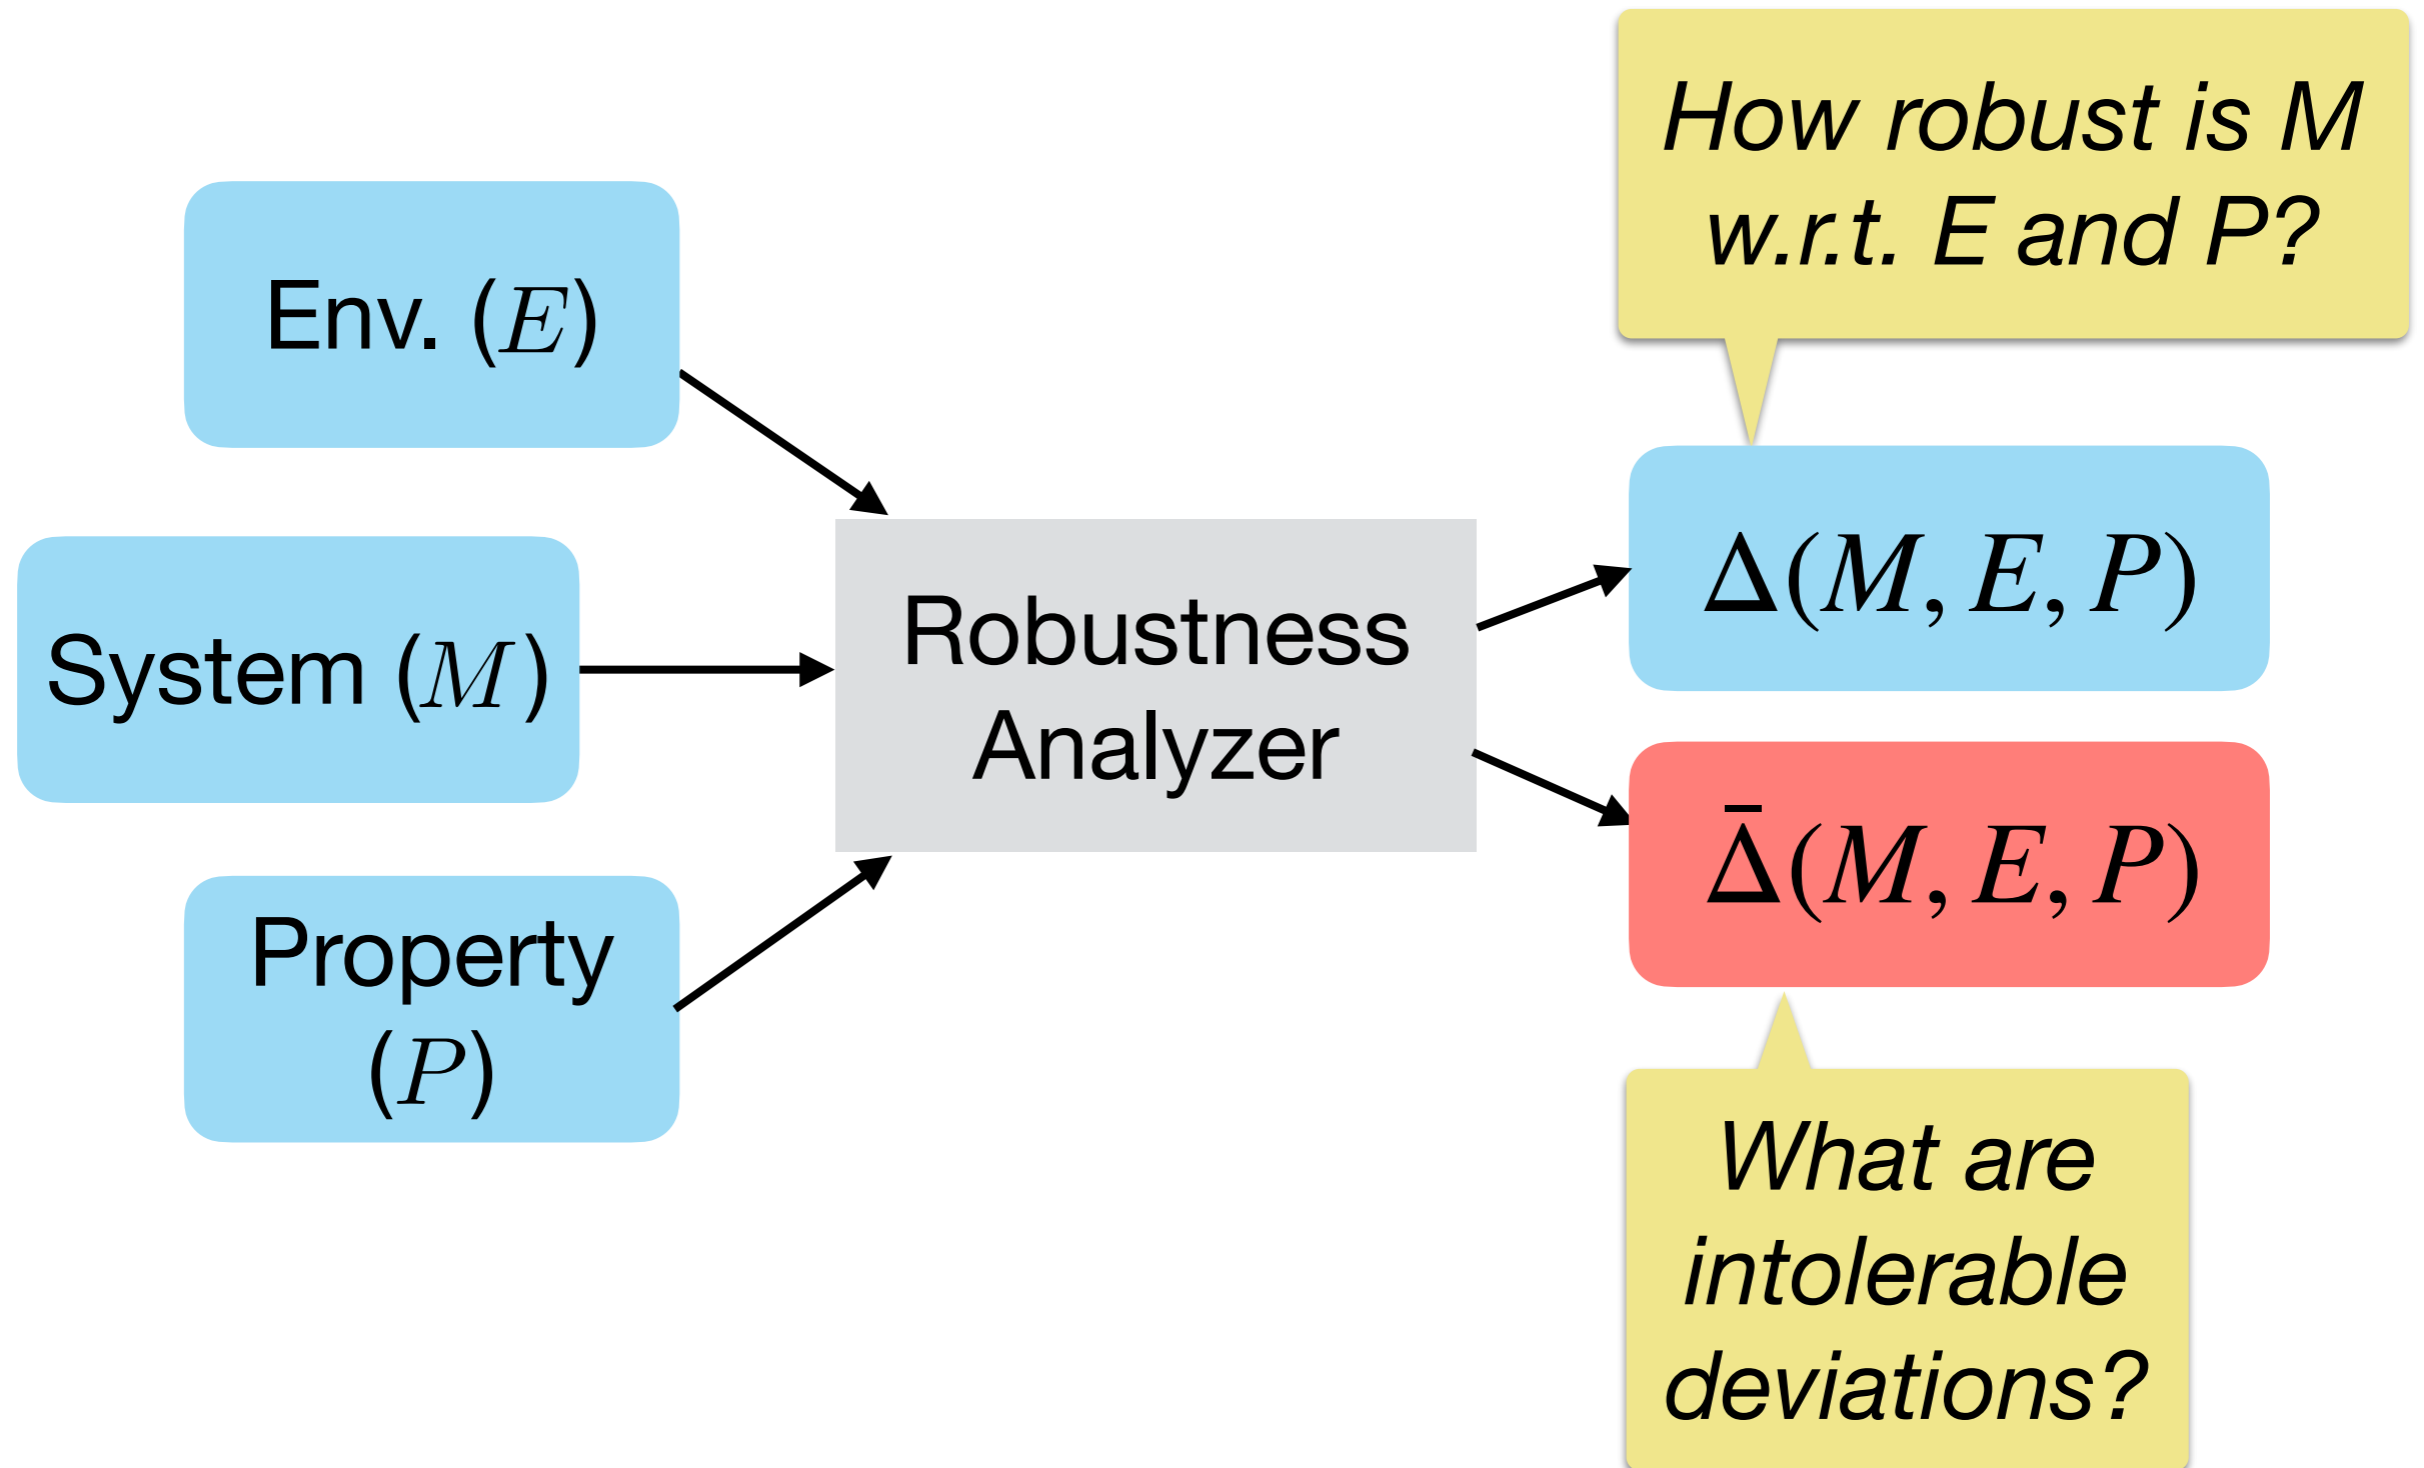 How robust is M
w.r.t. E and P?
Env. (E)
System (M)
Property
(P)
Robustness
Analyzer
Δ(M, E, P)
Δ̄(M, E, P)
What are
intolerable
deviations?